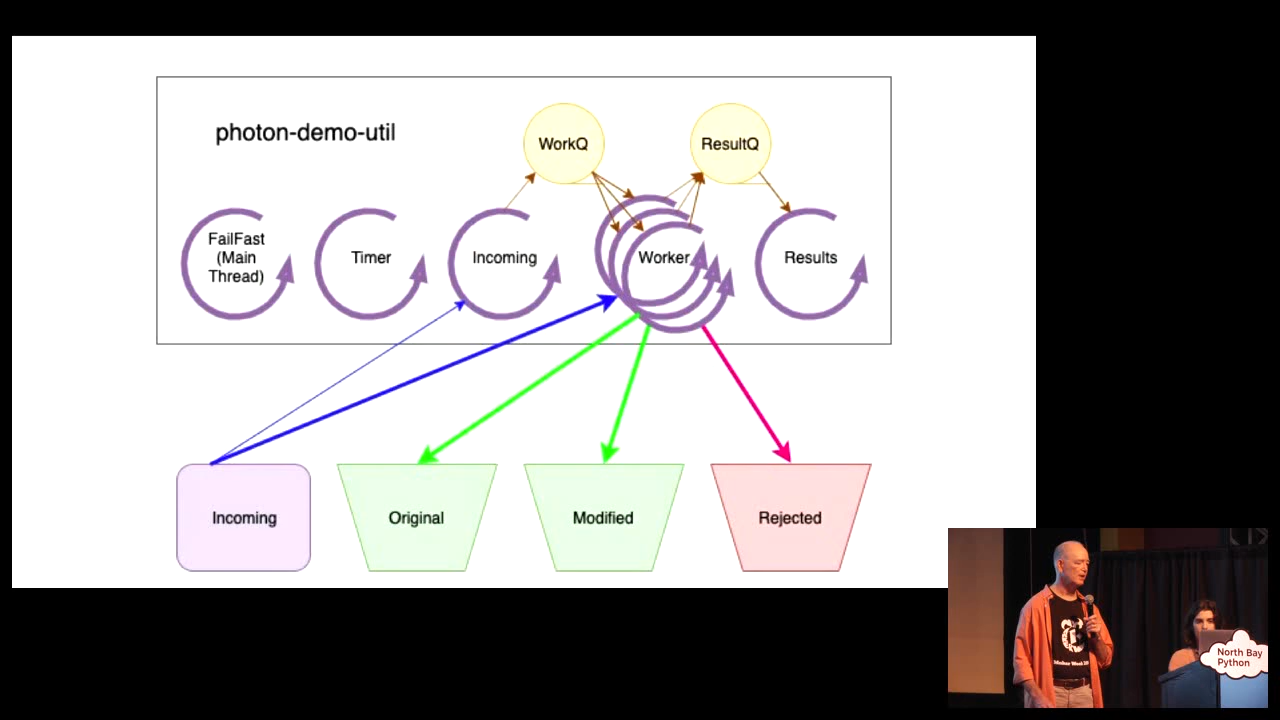 photon-demo-util
WorkQ
ResultQ
FailFast
(Main
Thread)
Timer
Incoming
Worker
Results
Incoming
Original
Modified
Rejected
North Bay
Python